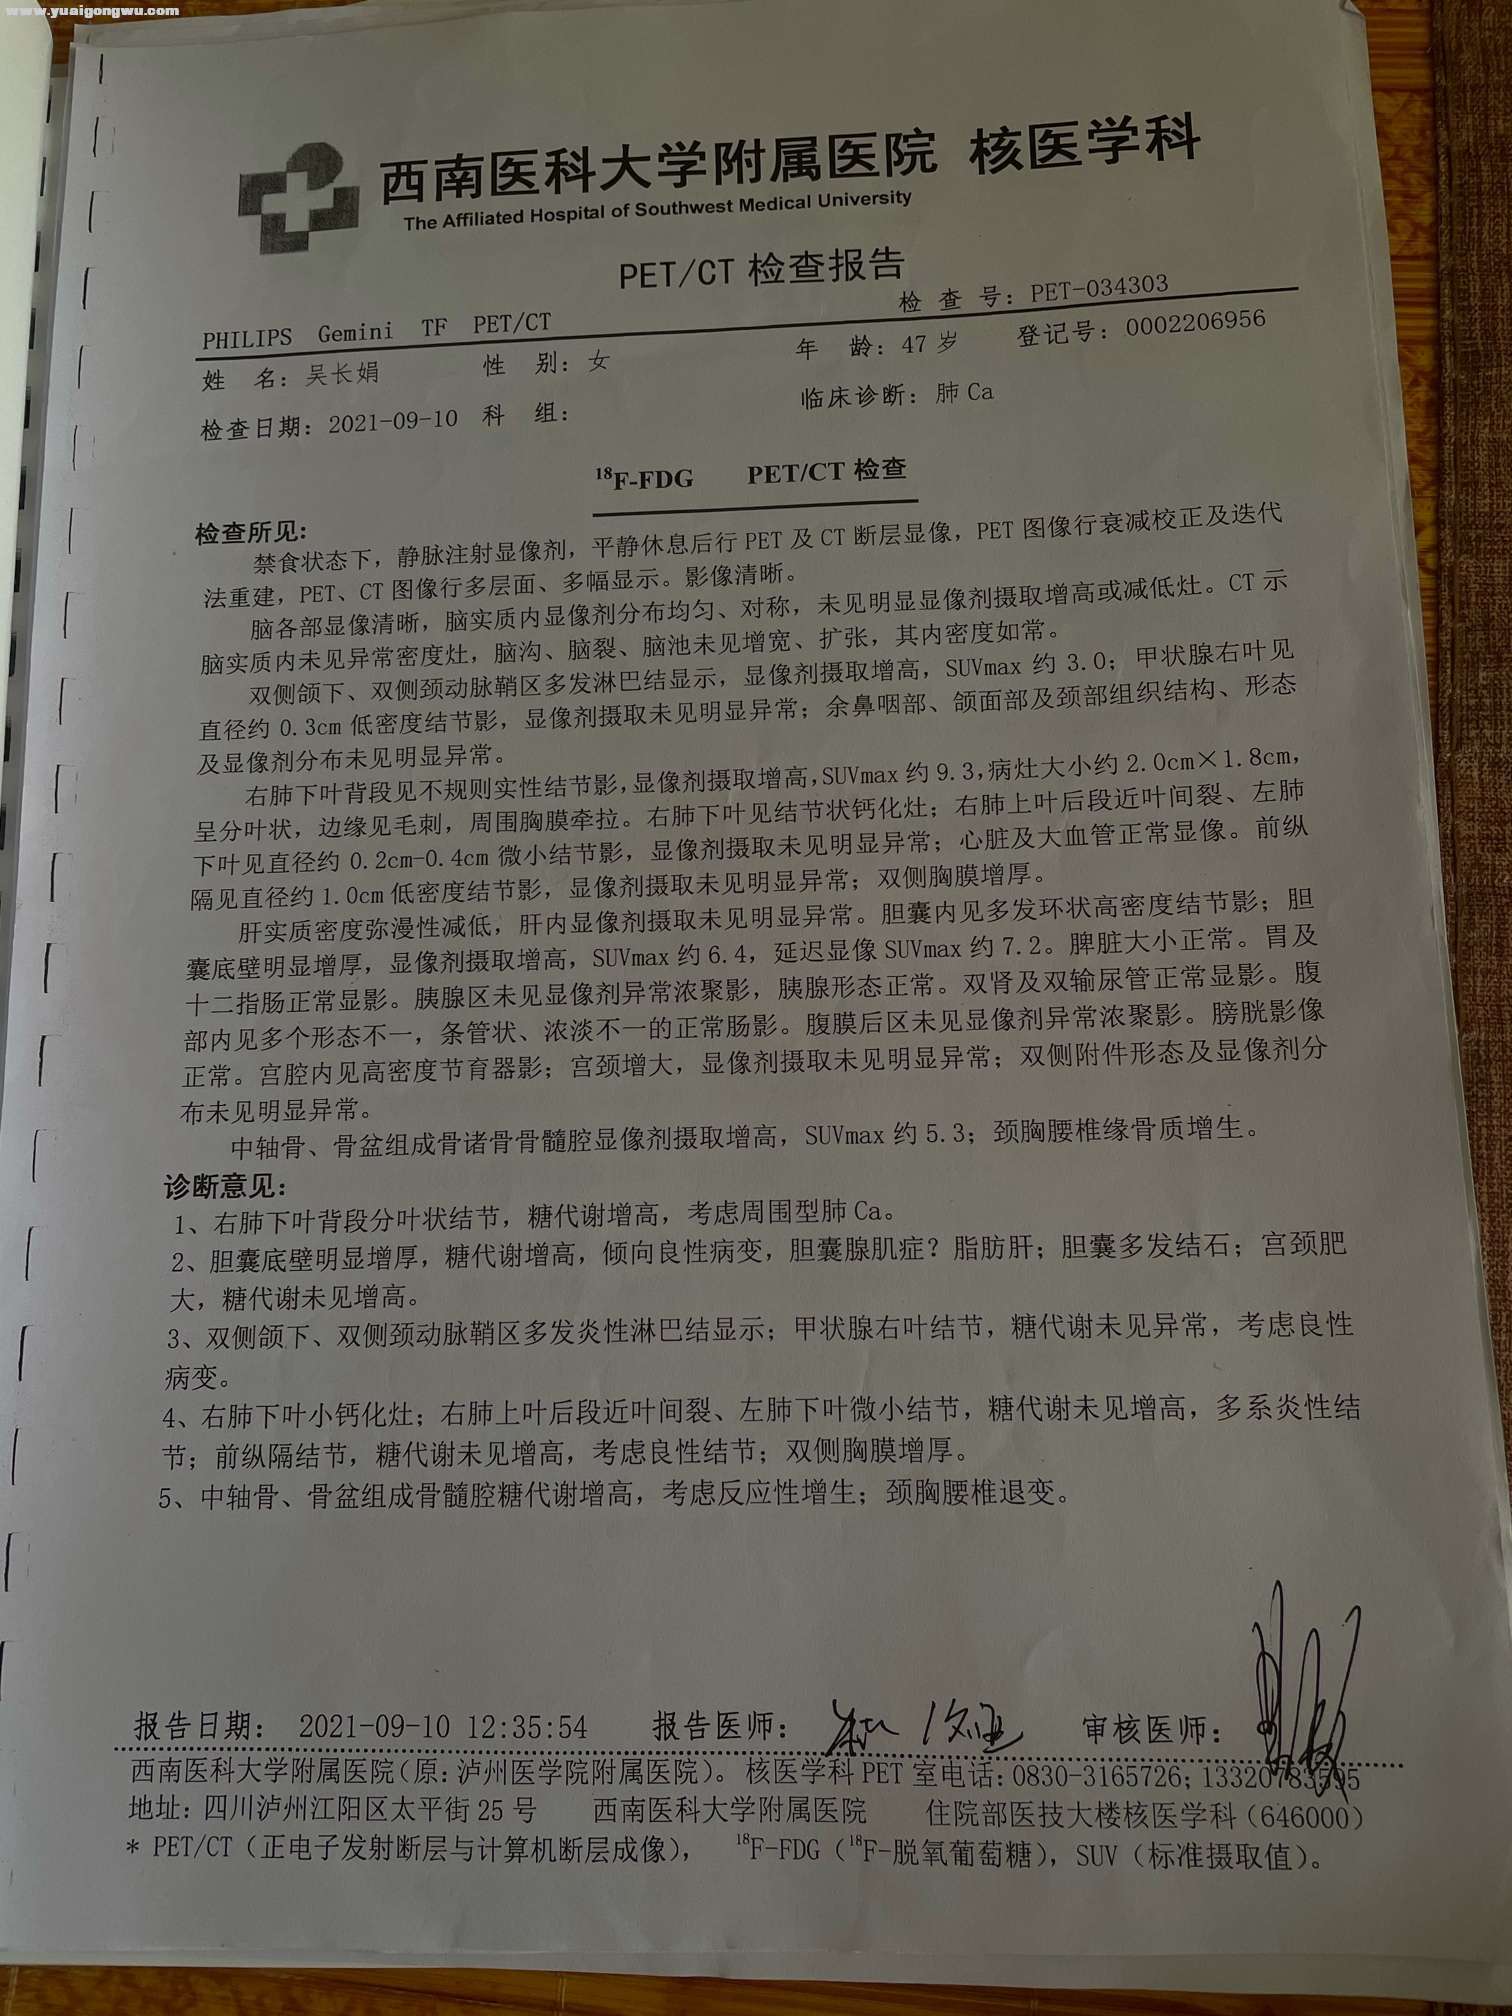 www.yuaigongwu.com
西南医科大学附属医院 核医学科
The Affiliated Hospital of Southwest Medical University
PET/CT 检查报告
PHILIPS Gemini TF PET/CT 检 查 号：PET-034303
姓 名：吴长娟 性 别：女 年 龄：47 岁 登记号：0002206956
检查日期：2021-09-10 科 组： 临床诊断：肺 Ca
18F-FDG PET/CT 检查
检查所见：
禁食状态下，静脉注射显像剂，平静休息后行 PET 及 CT 断层显像，PET 图像行衰减校正及迭代
法重建，PET、CT 图像行多层面、多幅显示。影像清晰。
脑各部显像清晰，脑实质内显像剂分布均匀、对称，未见明显显像剂摄取增高或减低灶。CT 示
脑实质内未见异常密度灶，脑沟、脑裂、脑池未见增宽、扩张，其内密度如常。
双侧颌下、双侧颈动脉鞘区多发淋巴结显示，显像剂摄取增高，SUVmax 约 3.0；甲状腺右叶见
直径约 0.3cm 低密度结节影，显像剂摄取未见明显异常；余鼻咽部、颌面部及颈部组织结构、形态
及显像剂分布未见明显异常。
右肺下叶背段见不规则实性结节影，显像剂摄取增高，SUVmax 约 9.3，病灶大小约 2.0cm×1.8cm，
呈分叶状，边缘见毛刺，周围胸膜牵拉。右肺下叶见结节状钙化灶；右肺上叶后段近叶间裂、左肺
下叶见直径约 0.2cm-0.4cm 微小结节影，显像剂摄取未见明显异常；心脏及大血管正常显像。前纵
隔见直径约 1.0cm 低密度结节影，显像剂摄取未见明显异常；双侧胸膜增厚。
肝实质密度弥漫性减低，肝内显像剂摄取未见明显异常。胆囊内见多发环状高密度结节影；胆
囊底壁明显增厚，显像剂摄取增高，SUVmax 约 6.4，延迟显像 SUVmax 约 7.2。脾脏大小正常。胃及
十二指肠正常显影。胰腺区未见显像剂异常浓聚影，胰腺形态正常。双肾及双输尿管正常显影。腹
部内见多个形态不一，条管状、浓淡不一的正常肠影。腹膜后区未见显像剂异常浓聚影。膀胱影像
正常。宫腔内见高密度节育器影；宫颈增大，显像剂摄取未见明显异常；双侧附件形态及显像剂分
布未见明显异常。
中轴骨、骨盆组成骨诸骨骨髓腔显像剂摄取增高，SUVmax 约 5.3；颈胸腰椎缘骨质增生。
诊断意见：
1、右肺下叶背段分叶状结节，糖代谢增高，考虑周围型肺 Ca。
2、胆囊底壁明显增厚，糖代谢增高，倾向良性病变，胆囊腺肌症？脂肪肝；胆囊多发结石；宫颈肥
大，糖代谢未见增高。
3、双侧颌下、双侧颈动脉鞘区多发炎性淋巴结显示；甲状腺右叶结节，糖代谢未见异常，考虑良性
病变。
4、右肺下叶小钙化灶；右肺上叶后段近叶间裂、左肺下叶微小结节，糖代谢未见增高，多系炎性结
节；前纵隔结节，糖代谢未见增高，考虑良性结节；双侧胸膜增厚。
5、中轴骨、骨盆组成骨髓腔糖代谢增高，考虑反应性增生；颈胸腰椎退变。
报告日期： 2021-09-10 12:35:54 报告医师： 审核医师：
西南医科大学附属医院（原：泸州医学院附属医院）。核医学科 PET 室电话：0830-3165726；
地址：四川泸州江阳区太平街 25 号 西南医科大学附属医院 住院部医技大楼核医学科（646000）
* PET/CT（正电子发射断层与计算机断层成像）， 18F-FDG（18F-脱氧葡萄糖），SUV（标准摄取值）。